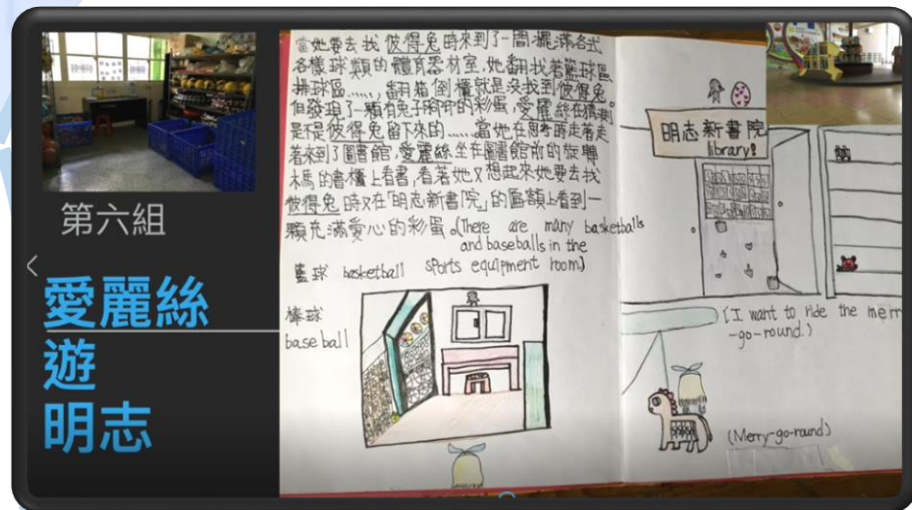 第六組
愛麗絲
遊
明志
當她要去找彼得兔時來到了一間擺滿各式
各樣球類的體育器材室,她翻找著籃球區
排球區……,翻箱倒櫃就是沒找到彼得兔。
但發現了一顆有兔子腳印的彩蛋,愛麗絲在猜測
是不是彼得兔留下來的……當她在思考時走著走
著來到了圖書館,愛麗絲坐在圖書館前的旋轉
木馬的書櫃上看書,看著她又想起來她要去找
彼得兔時又在「明志新書院」的匾額上看到一
顆充滿愛心的彩蛋。(There are many basketballs
and baseballs in the
sports equipment room)
籃球 basketball
棒球
baseball
明志新書院
library
(I want to ride the merr
-go-round.)
(Merry-go-round)